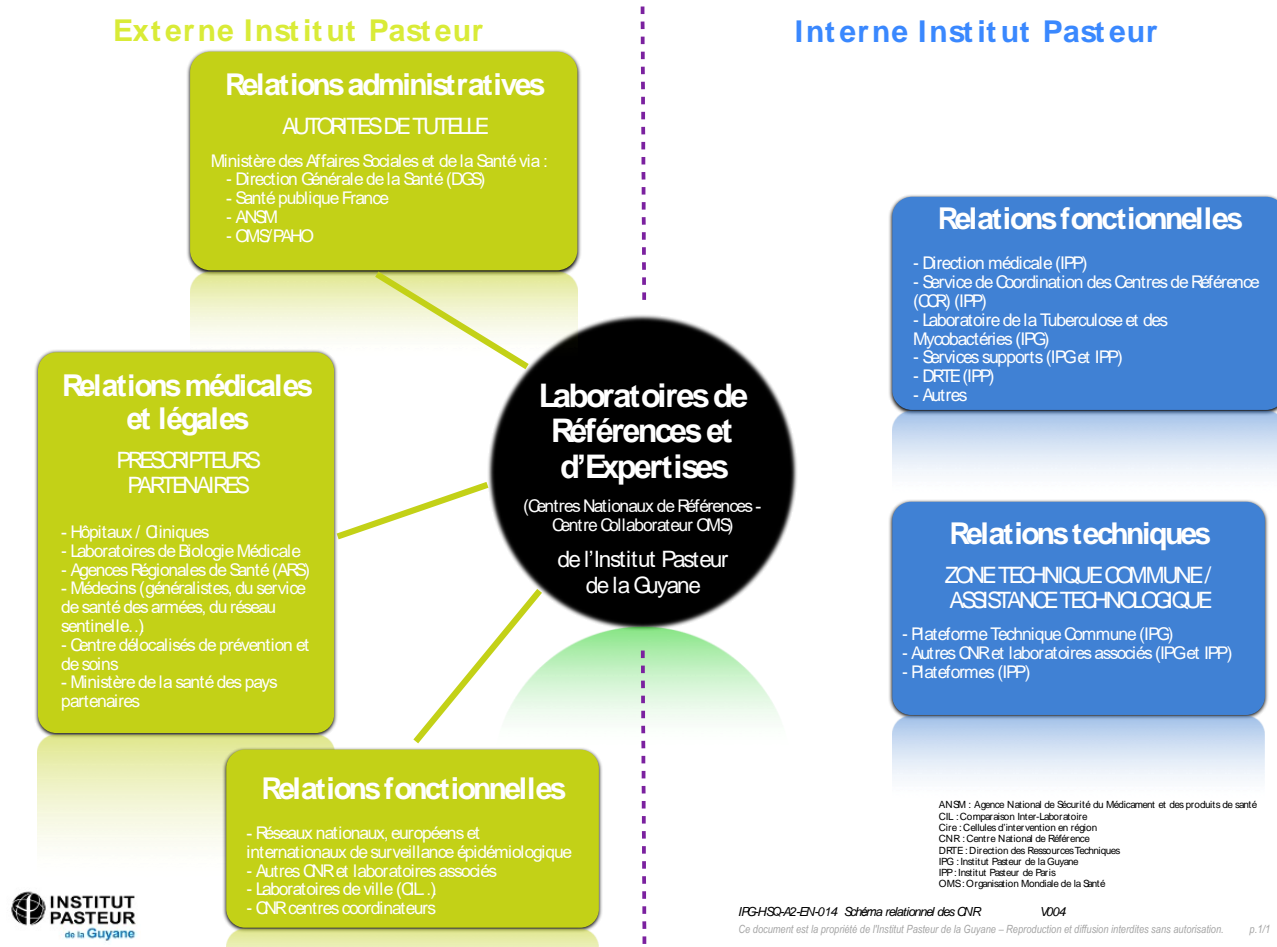 Externe Institut Pasteur
Interne Institut Pasteur
Relations administratives
AUTORITES DE TUTELLE
Ministère des Affaires Sociales et de la Santé via :
- Direction Générale de la Santé (DGS)
- Santé publique France
- ANSM
- OMS/PAHO
Relations médicales
et légales
PRESCRIPTEURS
PARTENAIRES
- Hôpitaux / Cliniques
- Laboratoires de Biologie Médicale
- Agences Régionales de Santé (ARS)
- Médecins (généralistes, du service
de santé des armées, du réseau
sentinelle..)
- Centre délocalisés de prévention et
de soins
- Ministère de la santé des pays
partenaires
Relations fonctionnelles
- Réseaux nationaux, européens et
internationaux de surveillance épidémiologique
- Autres CNR et laboratoires associés
- Laboratoires de ville (CIL..)
- CNR centres coordinateurs
Laboratoires de
Références et
d'Expertises
(Centres Nationaux de Références -
Centre Collaborateur OMS)
de l'Institut Pasteur
de la Guyane
Relations fonctionnelles
- Direction médicale (IPP)
- Service de Coordination des Centres de Référence
(CCR) (IPP)
- Laboratoire de la Tuberculose et des
Mycobactéries (IPG)
- Services supports (IPG et IPP)
- DRTE (IPP)
- Autres
Relations techniques
ZONE TECHNIQUE COMMUNE /
ASSISTANCE TECHNOLOGIQUE
- Plateforme Technique Commune (IPG)
- Autres CNR et laboratoires associés (IPG et IPP)
- Plateformes (IPP)
ANSM : Agence National de Sécurité du Médicament et des produits de santé
CIL : Comparaison Inter-Laboratoire
Cire : Cellules d'intervention en région
CNR : Centre National de Référence
DRTE : Direction des Ressources Techniques
IPG : Institut Pasteur de la Guyane
IPP : Institut Pasteur de Paris
OMS : Organisation Mondiale de la Santé
INSTITUT
PASTEUR
de la Guyane
IPG-HSQ-A2-EN-014 Schéma relationnel des CNR V004
Ce document est la propriété de l'Institut Pasteur de la Guyane – Reproduction et diffusion interdites sans autorisation. p.1/1